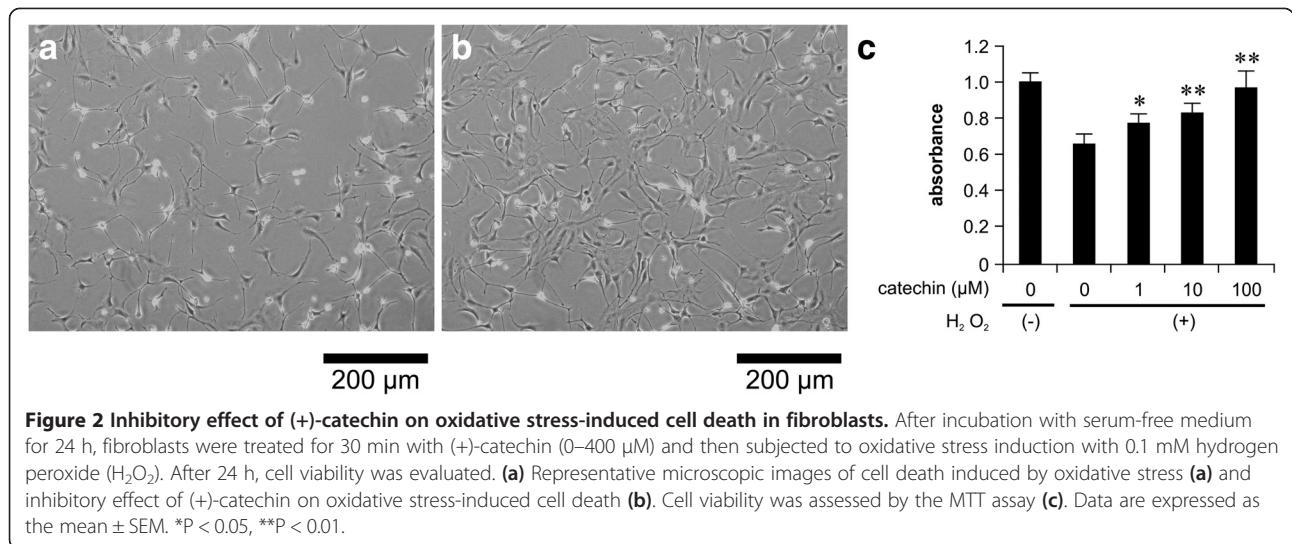 a
b
c
200 µm
200 µm
absorbance
1.2
1.0
0.8
0.6
0.4
0.2
0
*
**
**
catechin (µM) 0 0 1 10 100
H₂ O₂ (-) (+)
Figure 2 Inhibitory effect of (+)-catechin on oxidative stress-induced cell death in fibroblasts. After incubation with serum-free medium
for 24 h, fibroblasts were treated for 30 min with (+)-catechin (0–400 µM) and then subjected to oxidative stress induction with 0.1 mM hydrogen
peroxide (H₂O₂). After 24 h, cell viability was evaluated. (a) Representative microscopic images of cell death induced by oxidative stress (a) and
inhibitory effect of (+)-catechin on oxidative stress-induced cell death (b). Cell viability was assessed by the MTT assay (c). Data are expressed as
the mean ± SEM. *P < 0.05, **P < 0.01.